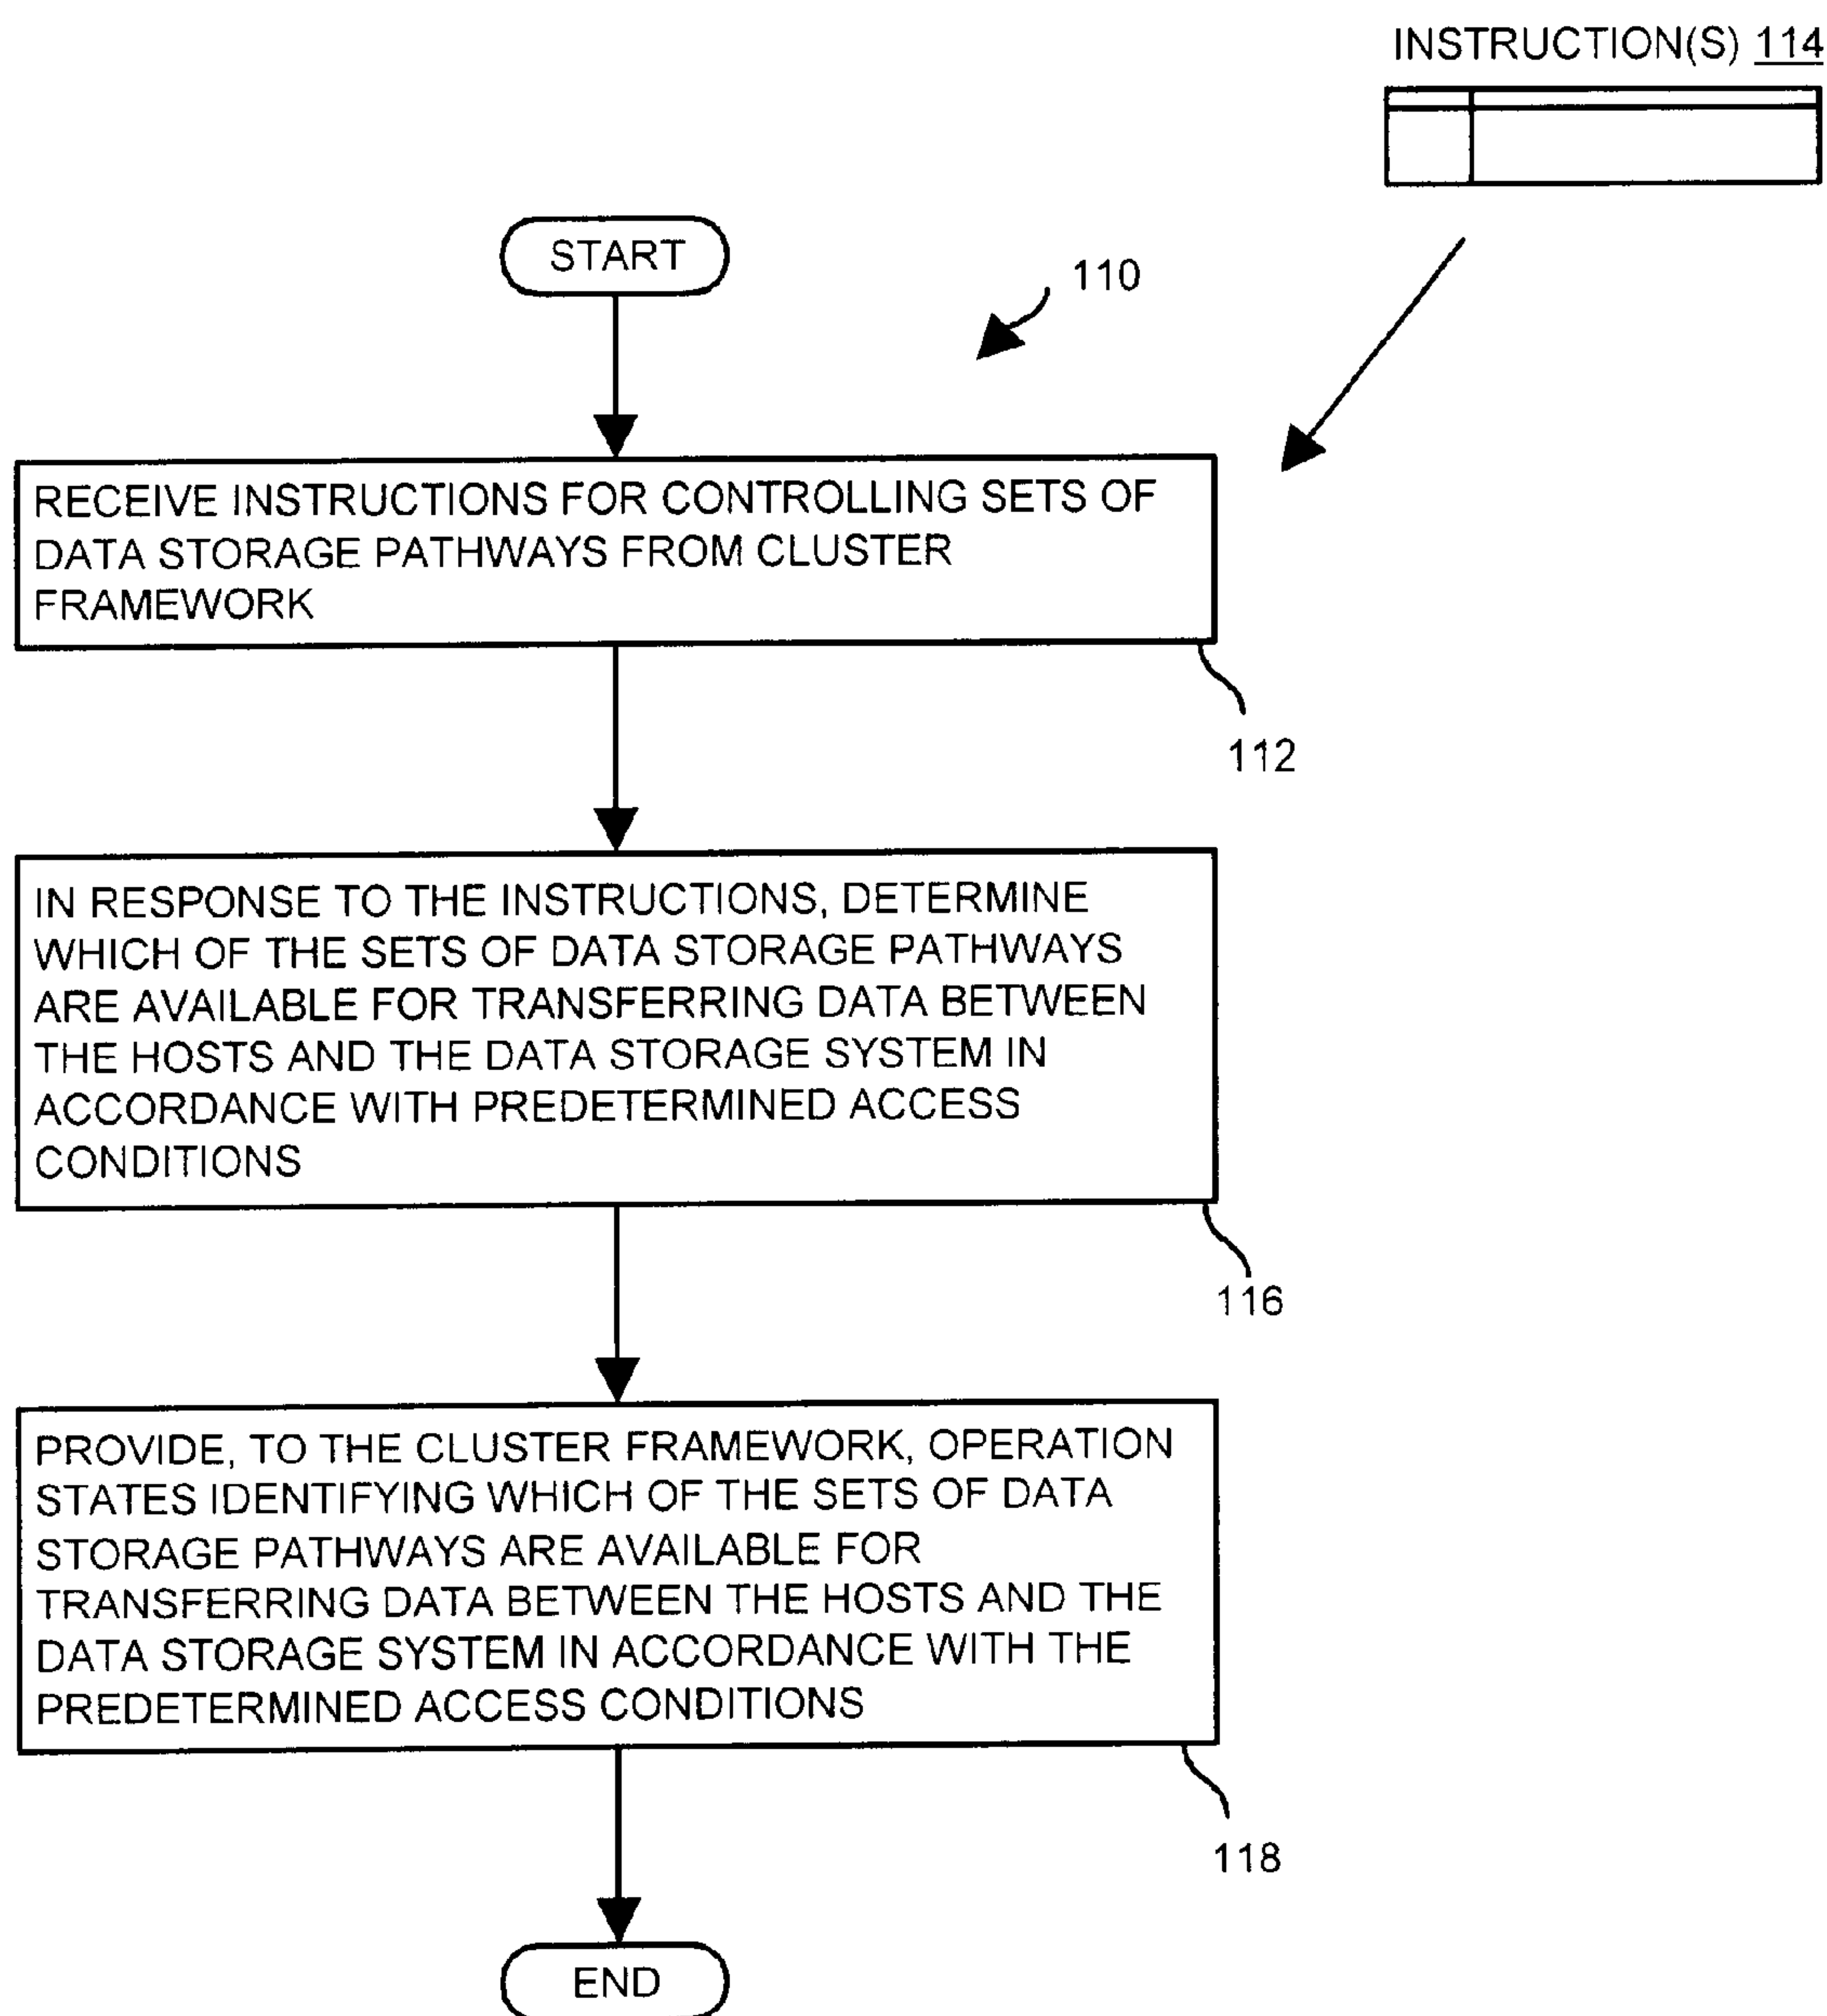 INSTRUCTION(S) 114
START
110
RECEIVE INSTRUCTIONS FOR CONTROLLING SETS OF
DATA STORAGE PATHWAYS FROM CLUSTER
FRAMEWORK
112
IN RESPONSE TO THE INSTRUCTIONS, DETERMINE
WHICH OF THE SETS OF DATA STORAGE PATHWAYS
ARE AVAILABLE FOR TRANSFERRING DATA BETWEEN
THE HOSTS AND THE DATA STORAGE SYSTEM IN
ACCORDANCE WITH PREDETERMINED ACCESS
CONDITIONS
116
PROVIDE, TO THE CLUSTER FRAMEWORK, OPERATION
STATES IDENTIFYING WHICH OF THE SETS OF DATA
STORAGE PATHWAYS ARE AVAILABLE FOR
TRANSFERRING DATA BETWEEN THE HOSTS AND THE
DATA STORAGE SYSTEM IN ACCORDANCE WITH THE
PREDETERMINED ACCESS CONDITIONS
118
END